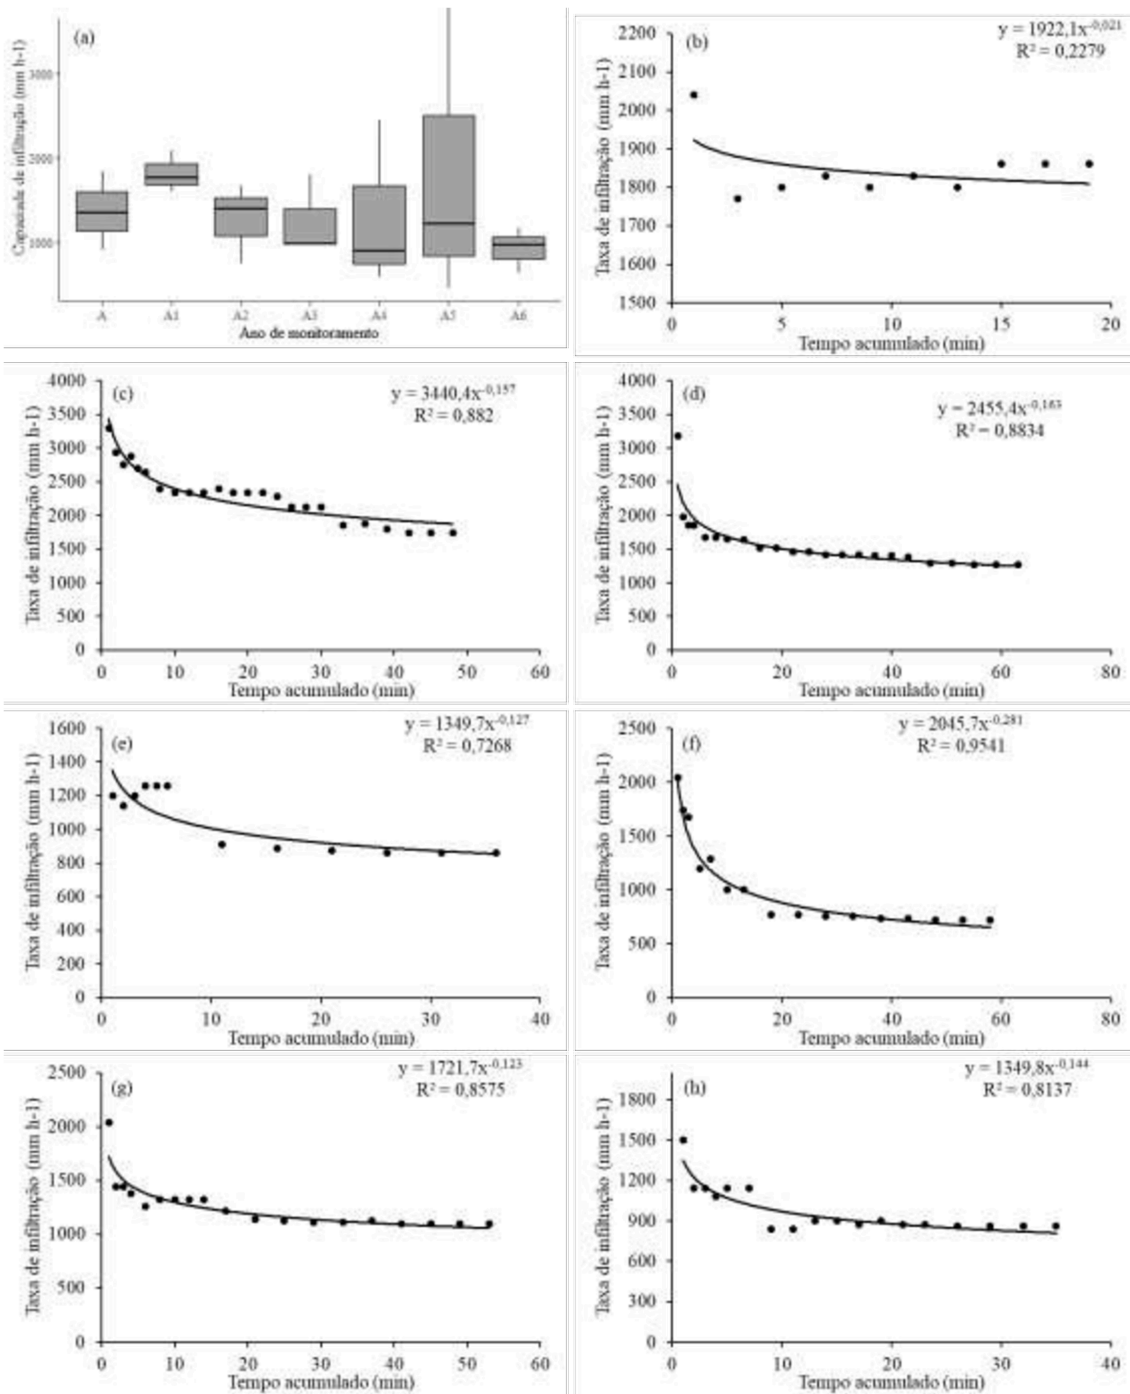 (a)
Capacidade de infiltração (mm h-1)
3000
2000
1000
A A1 A2 A3 A4 A5 A6
Ano de monitoramento
(b)
y = 1922,1x-0,021
R² = 0,2279
Taxa de infiltração (mm h-1)
2200
2100
2000
1900
1800
1700
1600
1500
0 5 10 15 20
Tempo acumulado (min)
(c)
y = 3440,4x-0,157
R² = 0,882
Taxa de infiltração (mm h-1)
4000
3500
3000
2500
2000
1500
1000
500
0
0 10 20 30 40 50 60
Tempo acumulado (min)
(d)
y = 2455,4x-0,163
R² = 0,8834
Taxa de infiltração (mm h-1)
4000
3500
3000
2500
2000
1500
1000
500
0
0 20 40 60 80
Tempo acumulado (min)
(e)
y = 1349,7x-0,127
R² = 0,7268
Taxa de infiltração (mm h-1)
1600
1400
1200
1000
800
600
400
200
0
0 10 20 30 40
Tempo acumulado (min)
(f)
y = 2045,7x-0,281
R² = 0,9541
Taxa de infiltração (mm h-1)
2500
2000
1500
1000
500
0
0 20 40 60 80
Tempo acumulado (min)
(g)
y = 1721,7x-0,123
R² = 0,8575
Taxa de infiltração (mm h-1)
2500
2000
1500
1000
500
0
0 10 20 30 40 50 60
Tempo acumulado (min)
(h)
y = 1349,8x-0,144
R² = 0,8137
Taxa de infiltração (mm h-1)
1800
1500
1200
900
600
300
0
0 10 20 30 40
Tempo acumulado (min)